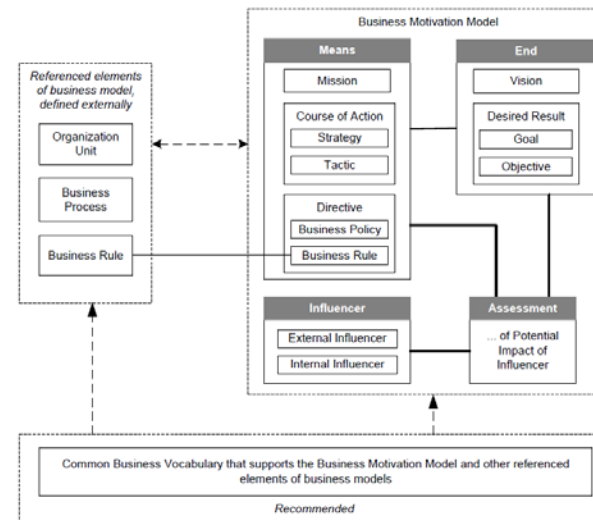 Business Motivation Model
Means
Mission
Course of Action
Strategy
Tactic
Directive
Business Policy
Business Rule
End
Vision
Desired Result
Goal
Objective
Referenced elements
of business model,
defined externally
Organization
Unit
Business
Process
Business Rule
Influencer
External Influencer
Internal Influencer
Assessment
... of Potential
Impact of
Influencer
Common Business Vocabulary that supports the Business Motivation Model and other referenced
elements of business models
Recommended